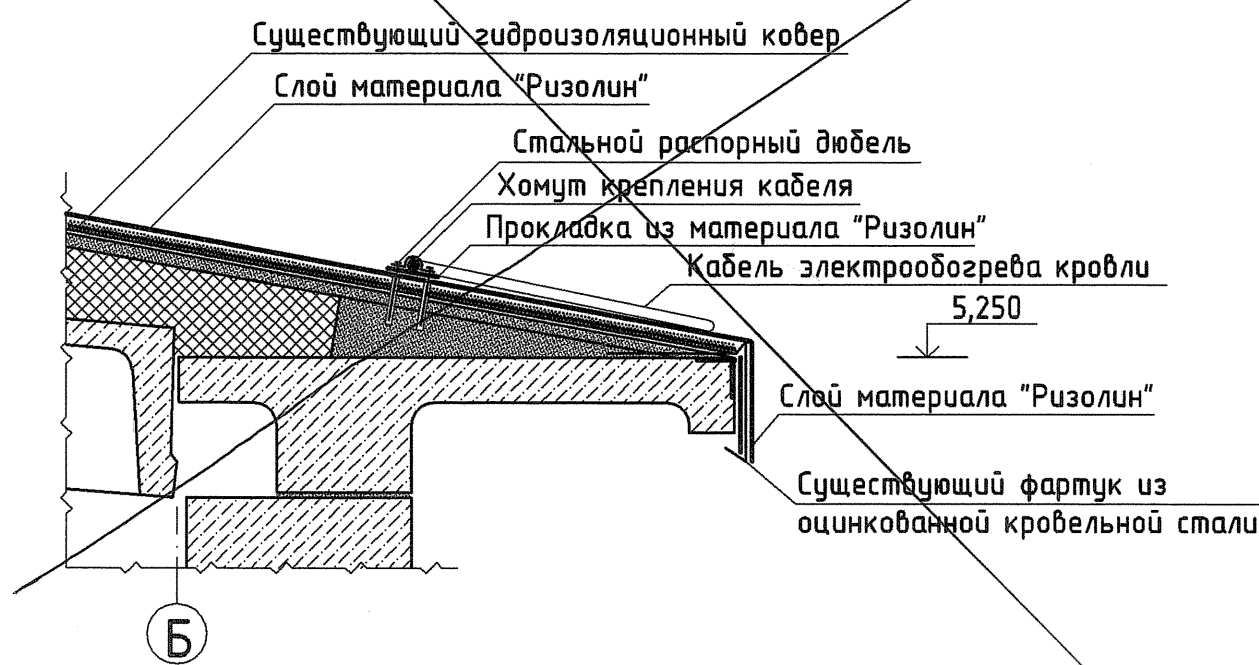 Существующий гидроизоляционный ковер
Слой материала "Ризолин"
Стальной распорный дюбель
Хомут крепления кабеля
Прокладка из материала "Ризолин"
Кабель электрообогрева кровли
5,250
Слой материала "Ризолин"
Существующий фартук из
оцинкованной кровельной стали
Б